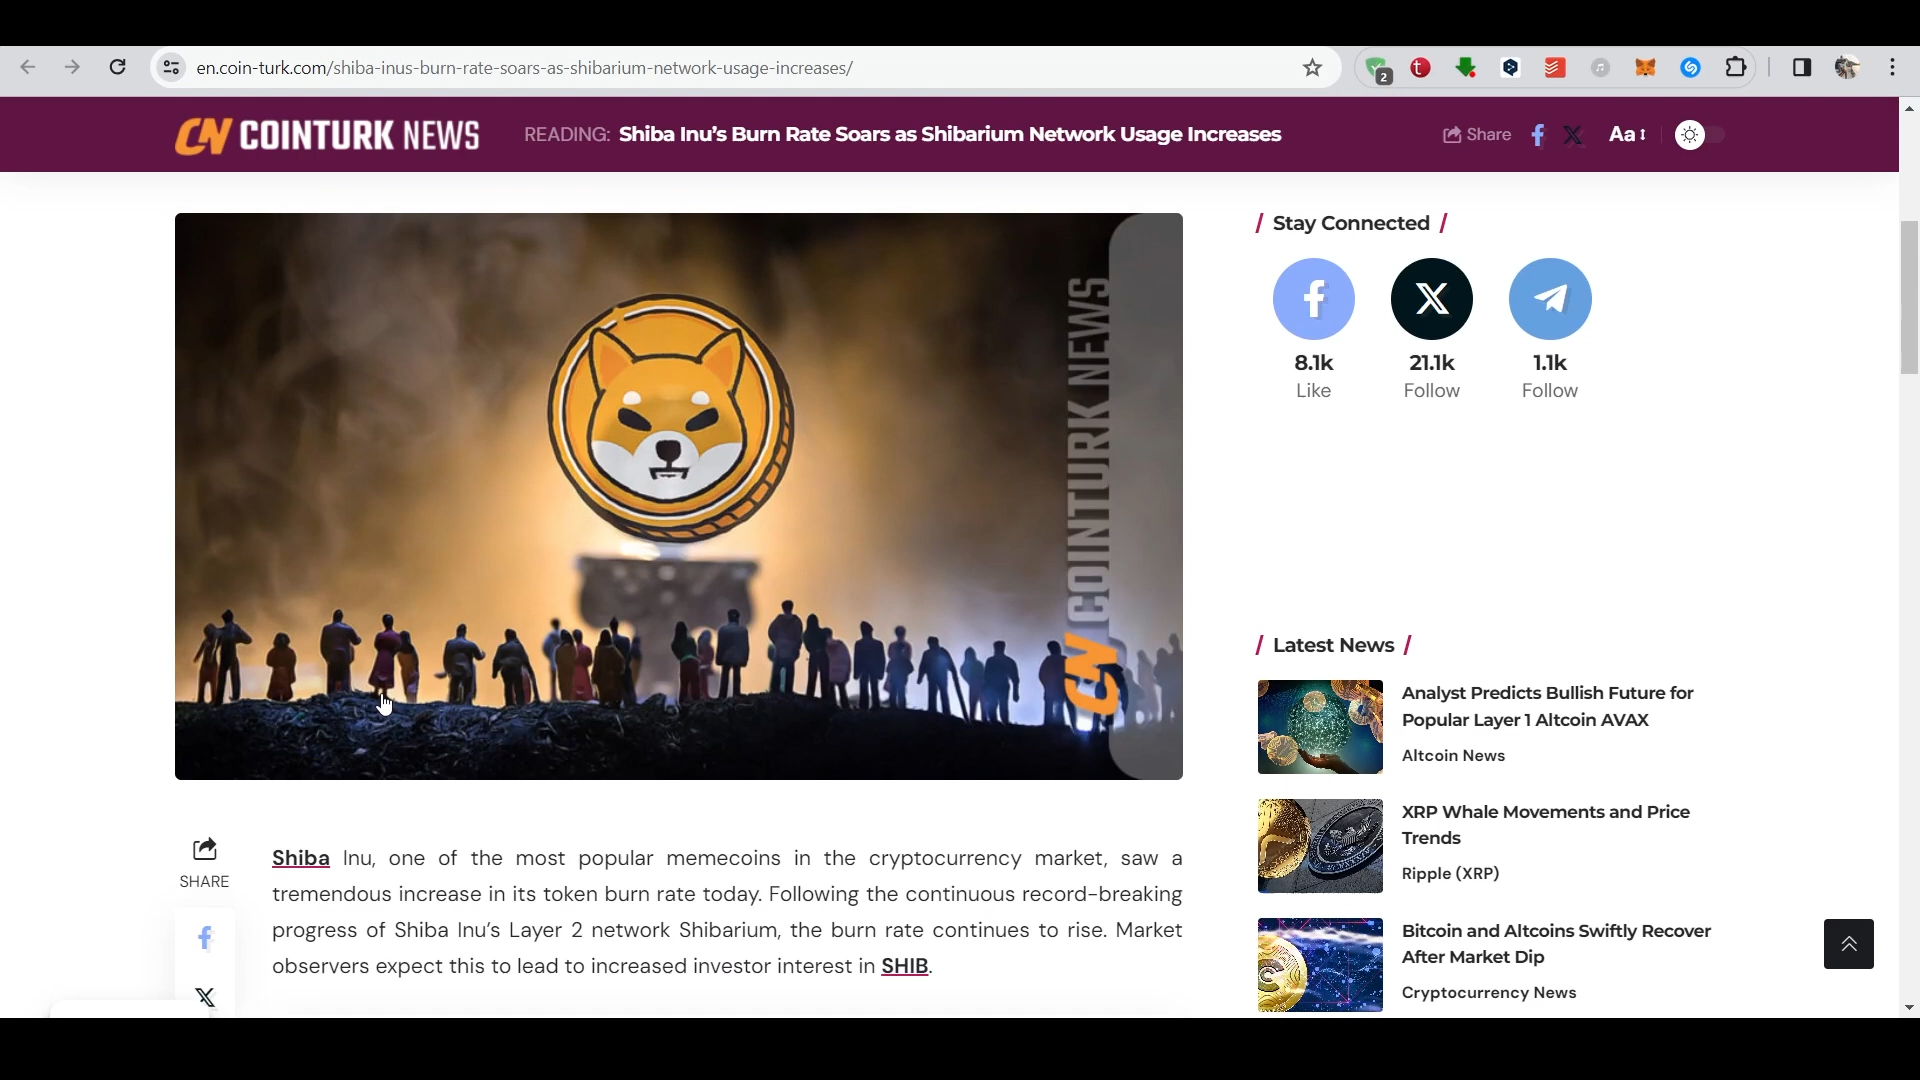 en.coin-turk.com/shiba-inus-burn-rate-soars-as-shibarium-network-usage-increases/
2
CN COINTURK NEWS
READING: Shiba Inu’s Burn Rate Soars as Shibarium Network Usage Increases
Share
Aa
CN COINTURK NEWS
Stay Connected
8.1k
Like
21.1k
Follow
1.1k
Follow
Latest News
Analyst Predicts Bullish Future for
Popular Layer 1 Altcoin AVAX
Altcoin News
XRP Whale Movements and Price
Trends
Ripple (XRP)
Bitcoin and Altcoins Swiftly Recover
After Market Dip
Cryptocurrency News
SHARE
Shiba Inu, one of the most popular memecoins in the cryptocurrency market, saw a
tremendous increase in its token burn rate today. Following the continuous record-breaking
progress of Shiba Inu’s Layer 2 network Shibarium, the burn rate continues to rise. Market
observers expect this to lead to increased investor interest in SHIB.